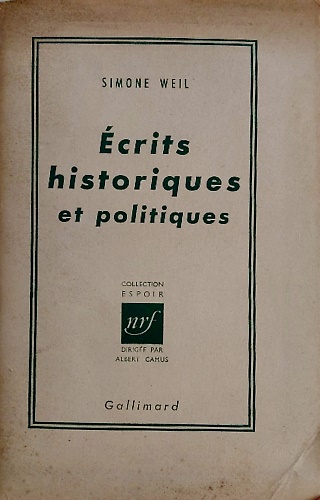 SIMONE WEIL
Écrits
historiques
et politiques
COLLECTION
ESPOIR
nrf
DIRIGÉE PAR
ALBERT CAMUS
Gallimard